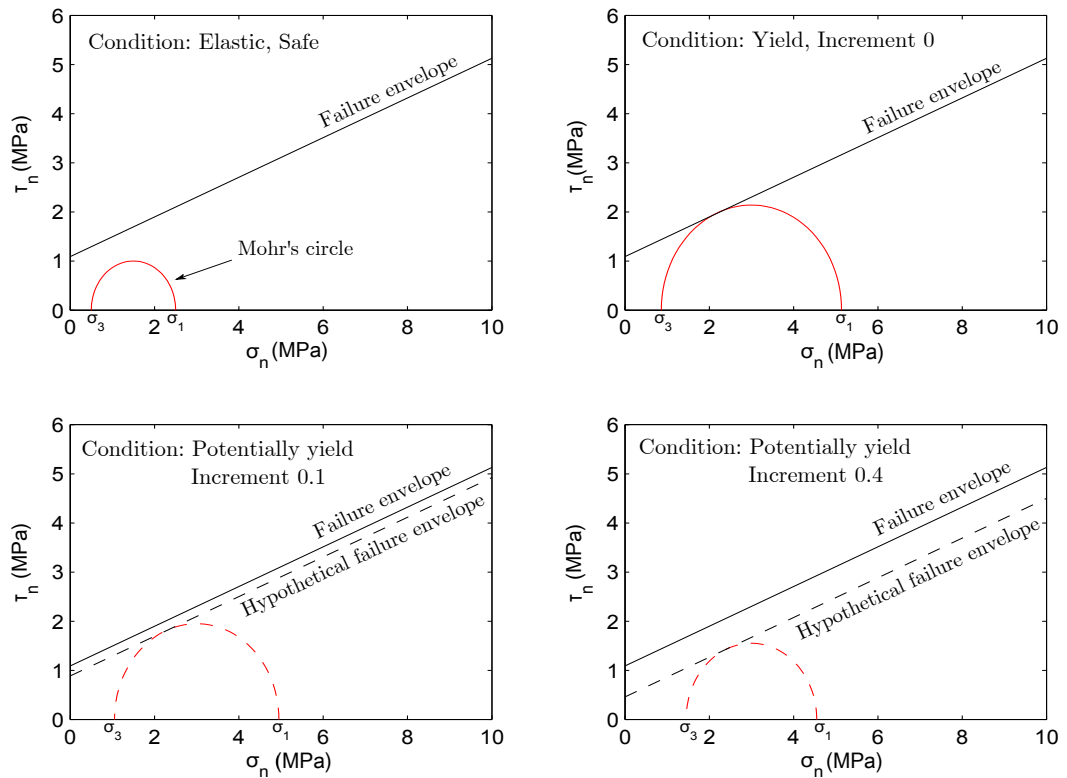 Condition: Elastic, Safe
Failure envelope
Mohr's circle
6
5
4
3
2
1
0
τn (MPa)
0 2 4 6 8 10
σ3 σ1
σn (MPa)
Condition: Yield, Increment 0
Failure envelope
6
5
4
3
2
1
0
τn (MPa)
0 2 4 6 8 10
σ3 σ1
σn (MPa)
Condition: Potentially yield
Increment 0.1
Failure envelope
Hypothetical failure envelope
6
5
4
3
2
1
0
τn (MPa)
0 2 4 6 8 10
σ3 σ1
σn (MPa)
Condition: Potentially yield
Increment 0.4
Failure envelope
Hypothetical failure envelope
6
5
4
3
2
1
0
τn (MPa)
0 2 4 6 8 10
σ3 σ1
σn (MPa)